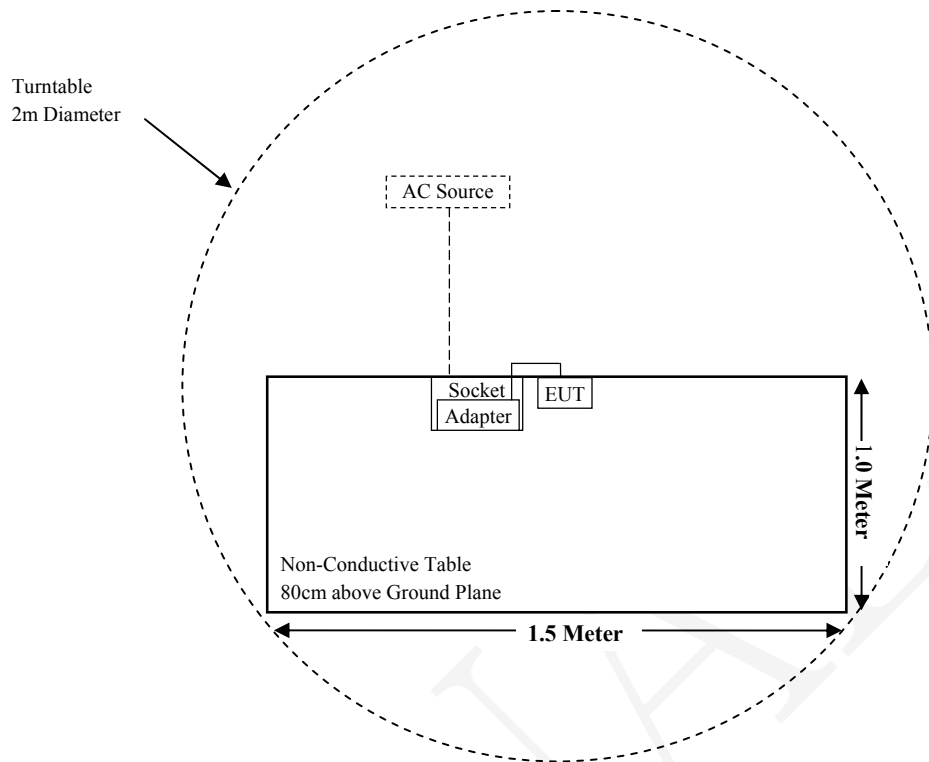 Turntable
2m Diameter
AC Source
Socket
Adapter
EUT
1.0 Meter
Non-Conductive Table
80cm above Ground Plane
1.5 Meter